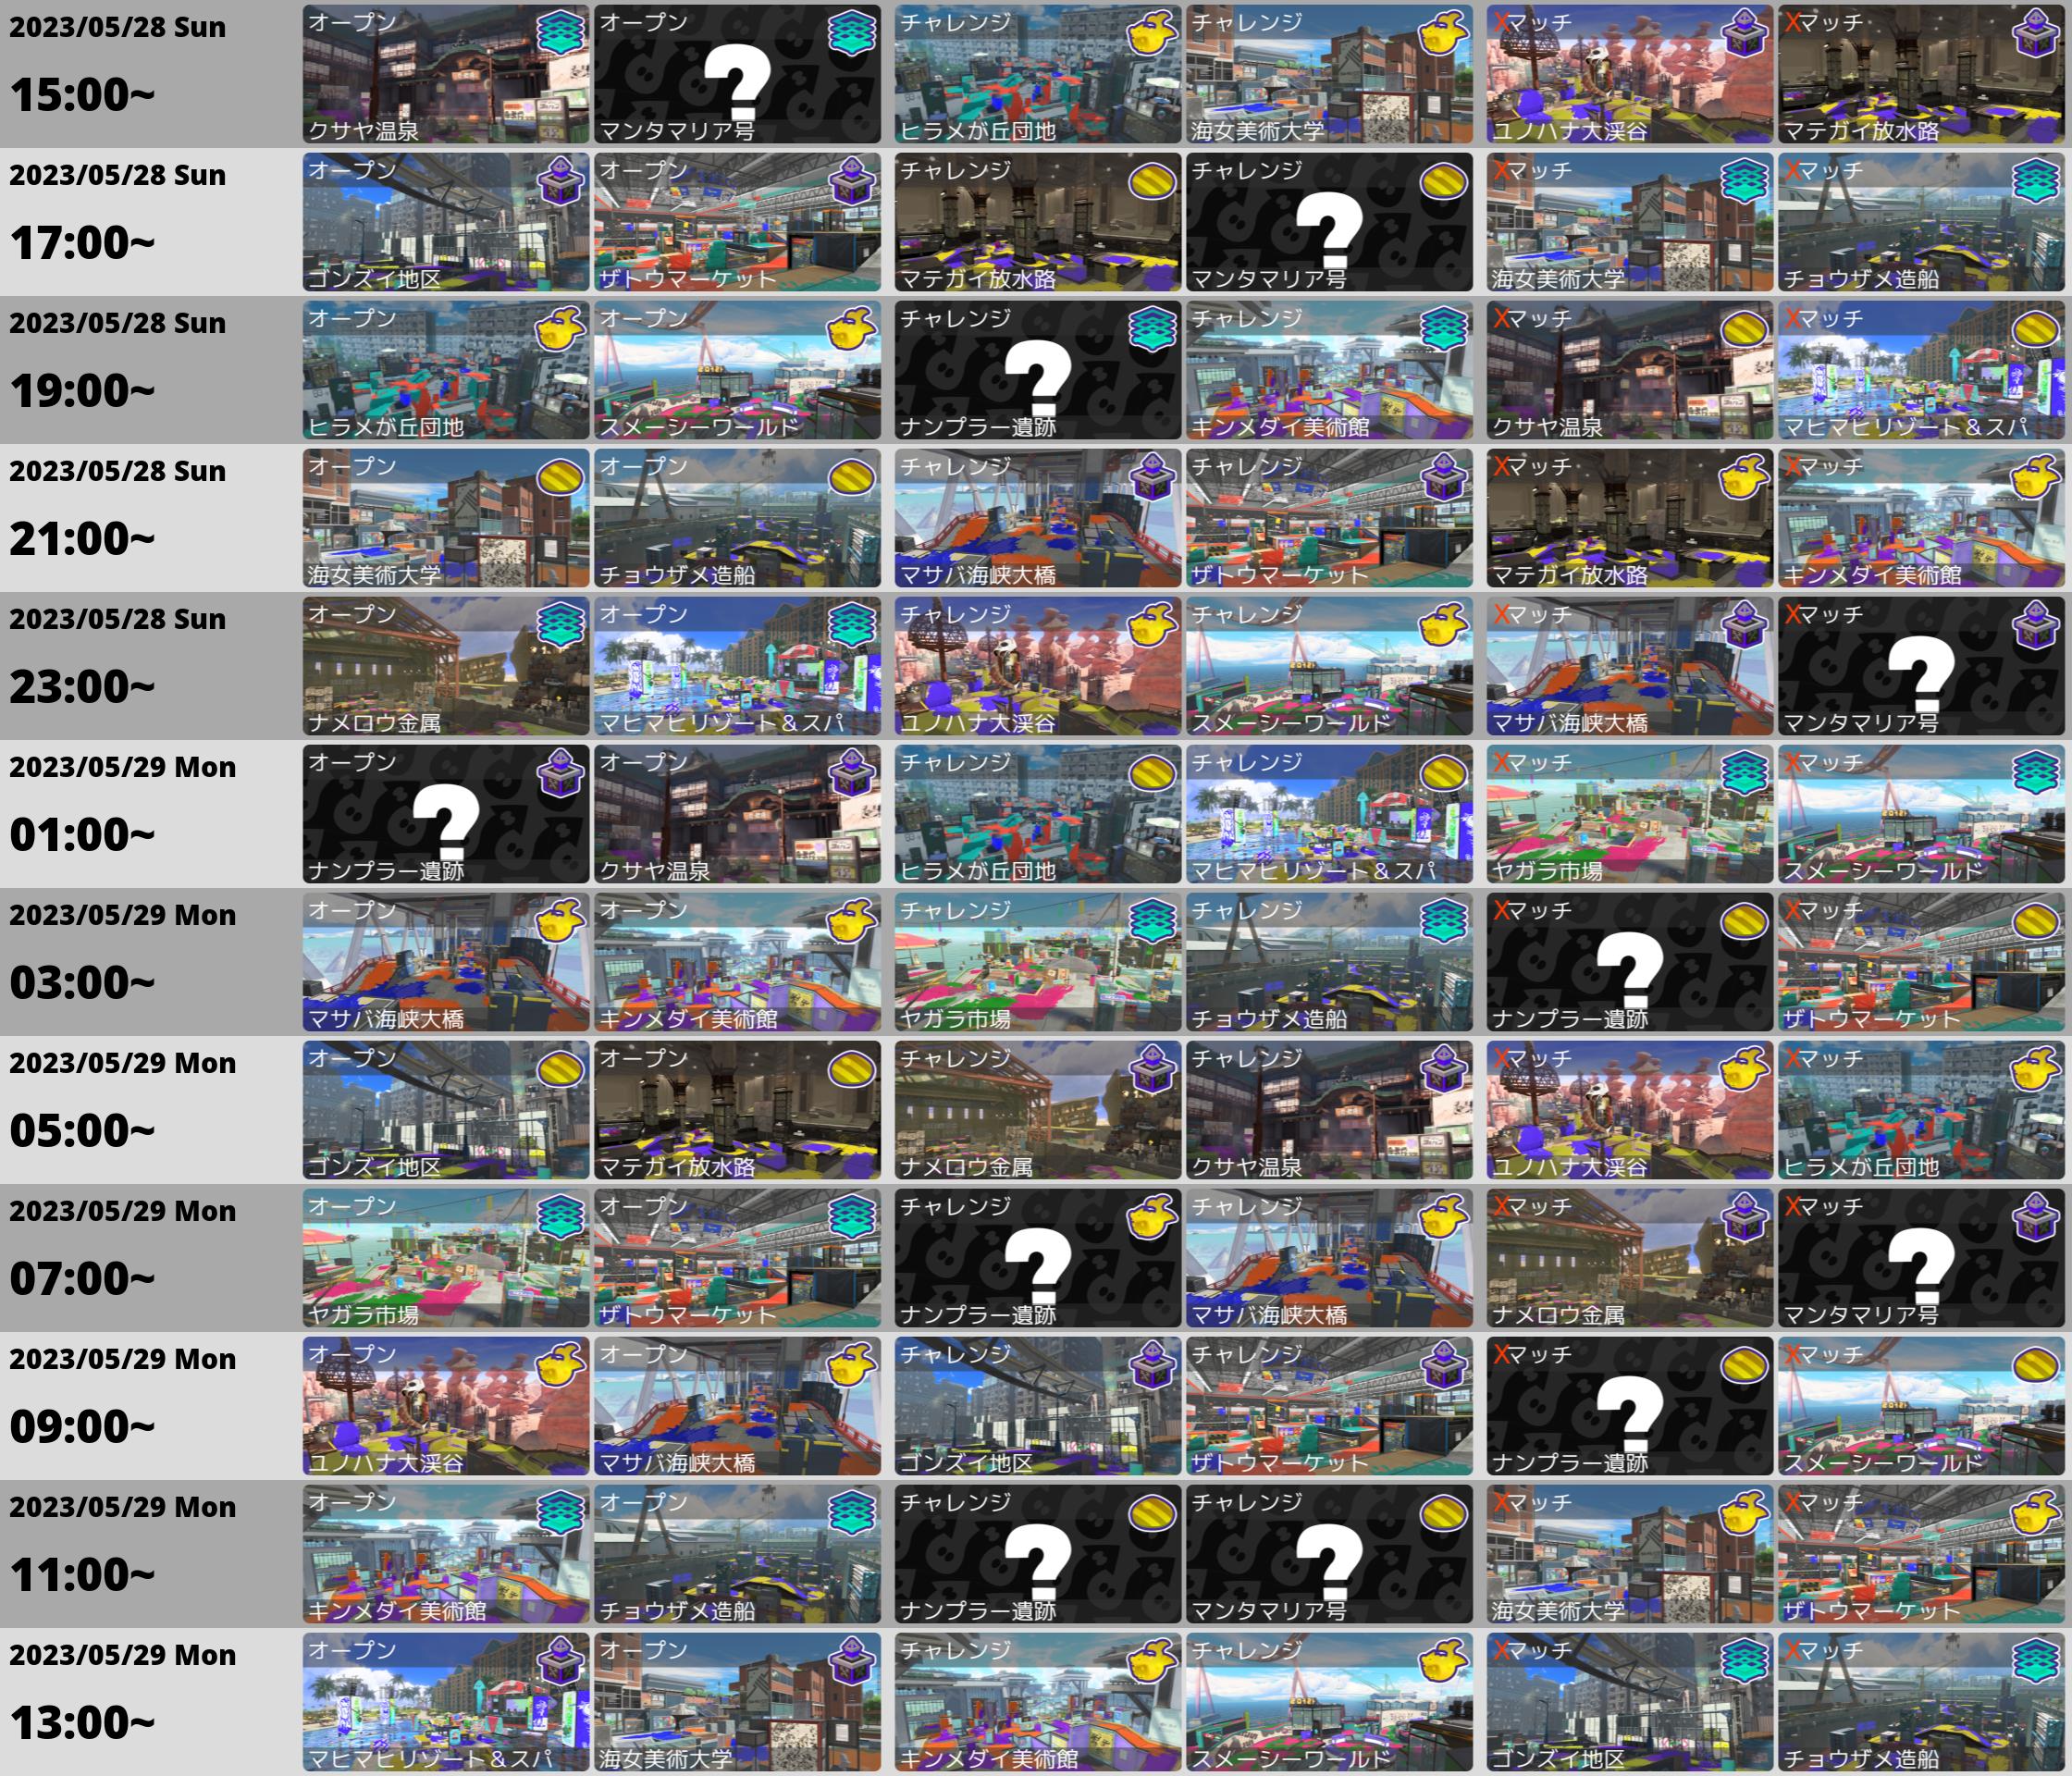 2023/05/28 Sun
15:00~
オープン オープン チャレンジ チャレンジ Xマッチ Xマッチ
クサヤ温泉 マンタマリア号 ヒラメが丘団地 海女美術大学 ユノハナ大渓谷 マテガイ放水路
2023/05/28 Sun
17:00~
オープン オープン チャレンジ チャレンジ Xマッチ Xマッチ
ゴンズイ地区 ザトウマーケット マテガイ放水路 マンタマリア号 海女美術大学 チョウザメ造船
2023/05/28 Sun
19:00~
オープン オープン チャレンジ チャレンジ Xマッチ Xマッチ
ヒラメが丘団地 スメーシーワールド ナンプラー遺跡 キンメダイ美術館 クサヤ温泉 マヒマヒリゾート&スパ
2023/05/28 Sun
21:00~
オープン オープン チャレンジ チャレンジ Xマッチ Xマッチ
海女美術大学 チョウザメ造船 マサバ海峡大橋 ザトウマーケット マテガイ放水路 キンメダイ美術館
2023/05/28 Sun
23:00~
オープン オープン チャレンジ チャレンジ Xマッチ Xマッチ
ナメロウ金属 マヒマヒリゾート&スパ ユノハナ大渓谷 スメーシーワールド マサバ海峡大橋 マンタマリア号
2023/05/29 Mon
01:00~
オープン オープン チャレンジ チャレンジ Xマッチ Xマッチ
ナンプラー遺跡 クサヤ温泉 ヒラメが丘団地 マヒマヒリゾート&スパ ヤガラ市場 スメーシーワールド
2023/05/29 Mon
03:00~
オープン オープン チャレンジ チャレンジ Xマッチ Xマッチ
マサバ海峡大橋 キンメダイ美術館 ヤガラ市場 チョウザメ造船 ナンプラー遺跡 ザトウマーケット
2023/05/29 Mon
05:00~
オープン オープン チャレンジ チャレンジ Xマッチ Xマッチ
ゴンズイ地区 マテガイ放水路 ナメロウ金属 クサヤ温泉 ユノハナ大渓谷 ヒラメが丘団地
2023/05/29 Mon
07:00~
オープン オープン チャレンジ チャレンジ Xマッチ Xマッチ
ヤガラ市場 ザトウマーケット ナンプラー遺跡 マサバ海峡大橋 ナメロウ金属 マンタマリア号
2023/05/29 Mon
09:00~
オープン オープン チャレンジ チャレンジ Xマッチ Xマッチ
ユノハナ大渓谷 マサバ海峡大橋 ゴンズイ地区 ザトウマーケット ナンプラー遺跡 スメーシーワールド
2023/05/29 Mon
11:00~
オープン オープン チャレンジ チャレンジ Xマッチ Xマッチ
キンメダイ美術館 チョウザメ造船 ナンプラー遺跡 マンタマリア号 海女美術大学 ザトウマーケット
2023/05/29 Mon
13:00~
オープン オープン チャレンジ チャレンジ Xマッチ Xマッチ
マヒマヒリゾート&スパ 海女美術大学 キンメダイ美術館 スメーシーワールド ゴンズイ地区 チョウザメ造船